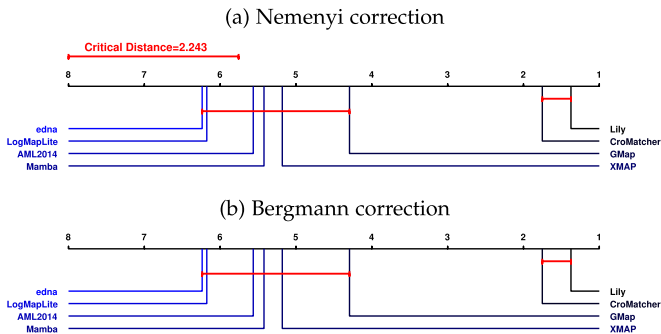 (a) Nemenyi correction
Critical Distance=2.243
8 7 6 5 4 3 2 1
edna Lily
LogMapLite CroMatcher
AML2014 GMap
Mamba XMAP
(b) Bergmann correction
8 7 6 5 4 3 2 1
edna Lily
LogMapLite CroMatcher
AML2014 GMap
Mamba XMAP